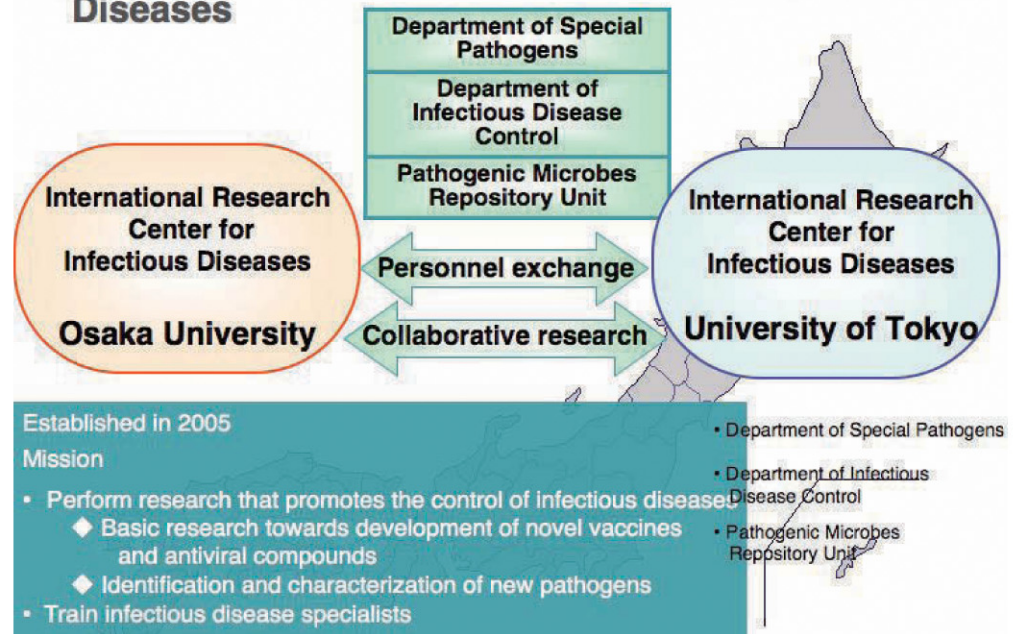 Diseases
Department of Special
Pathogens
Department of
Infectious Disease
Control
Pathogenic Microbes
Repository Unit
International Research
Center for
Infectious Diseases
Osaka University
Personnel exchange
Collaborative research
International Research
Center for
Infectious Diseases
University of Tokyo
Established in 2005
Mission
• Perform research that promotes the control of infectious diseases
◆ Basic research towards development of novel vaccines
and antiviral compounds
◆ Identification and characterization of new pathogens
• Train infectious disease specialists
• Department of Special Pathogens
• Department of Infectious
Disease Control
• Pathogenic Microbes
Repository Unit